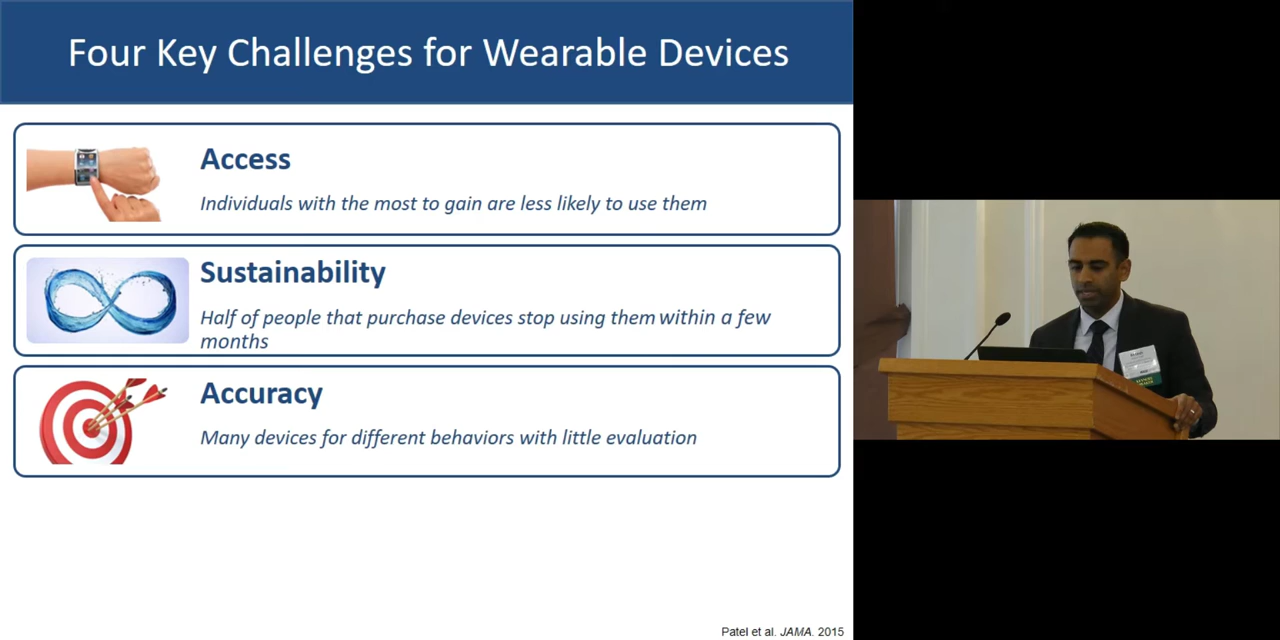 Four Key Challenges for Wearable Devices
Access
Individuals with the most to gain are less likely to use them
Sustainability
Half of people that purchase devices stop using them within a few
months
Accuracy
Many devices for different behaviors with little evaluation
Patel et al. JAMA. 2015